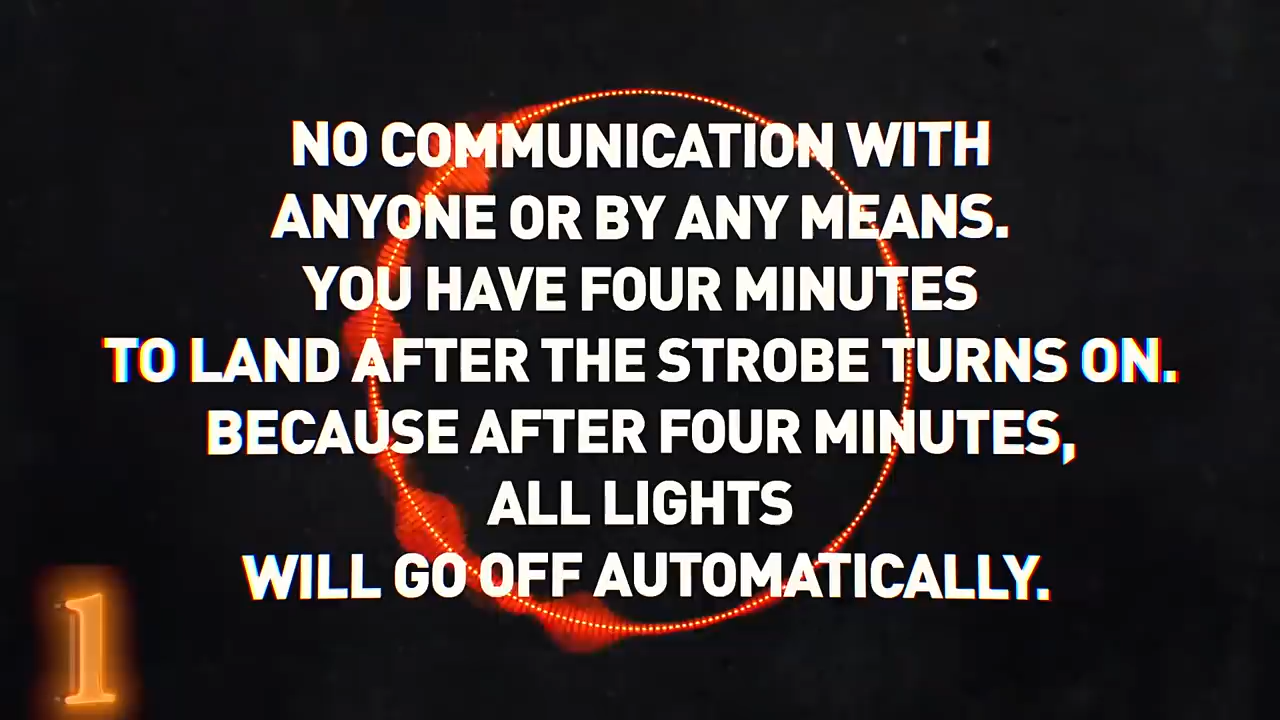 NO COMMUNICATION WITH
ANYONE OR BY ANY MEANS.
YOU HAVE FOUR MINUTES
TO LAND AFTER THE STROBE TURNS ON.
BECAUSE AFTER FOUR MINUTES,
ALL LIGHTS
WILL GO OFF AUTOMATICALLY.
1